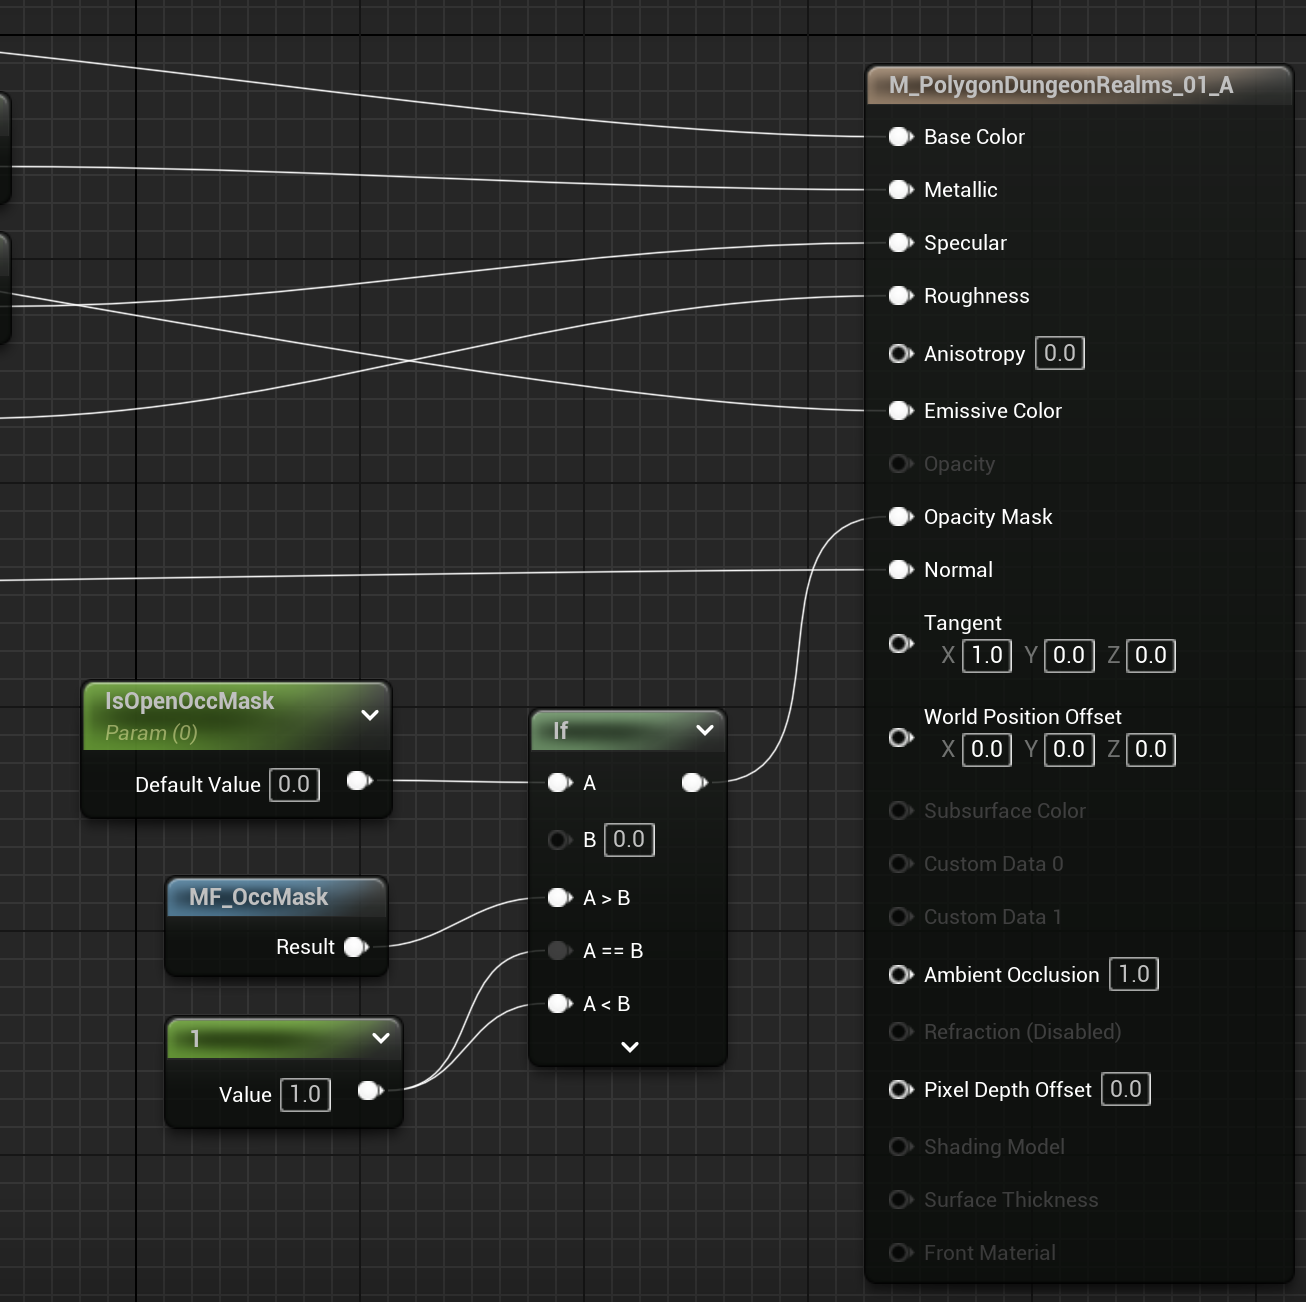 M_PolygonDungeonRealms_01_A
Base Color
Metallic
Specular
Roughness
Anisotropy 0.0
Emissive Color
Opacity
Opacity Mask
Normal
Tangent
X 1.0 Y 0.0 Z 0.0
World Position Offset
X 0.0 Y 0.0 Z 0.0
Subsurface Color
Custom Data 0
Custom Data 1
Ambient Occlusion 1.0
Refraction (Disabled)
Pixel Depth Offset 0.0
Shading Model
Surface Thickness
Front Material
IsOpenOccMask
Param (0)
Default Value 0.0
If
A
B 0.0
A > B
A == B
A < B
MF_OccMask
Result
1
Value 1.0